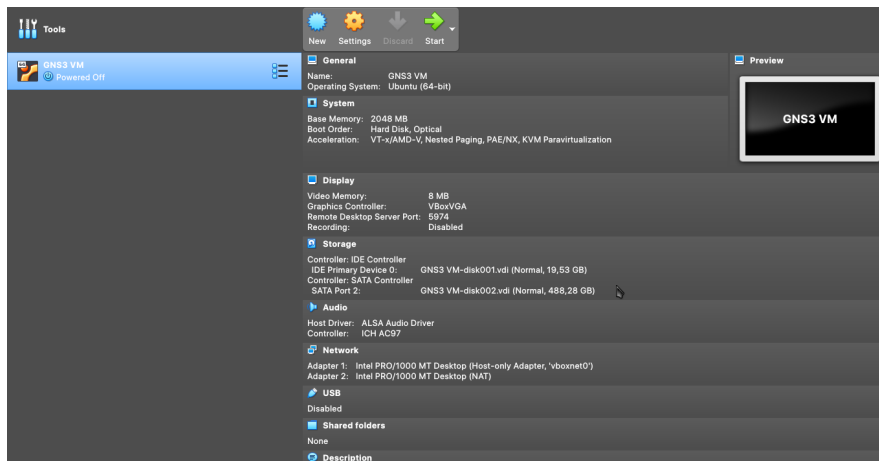 Tools
New Settings Discard Start
GNS3 VM
Powered Off
General
Name: GNS3 VM
Operating System: Ubuntu (64-bit)
Preview
GNS3 VM
System
Base Memory: 2048 MB
Boot Order: Hard Disk, Optical
Acceleration: VT-x/AMD-V, Nested Paging, PAE/NX, KVM Paravirtualization
Display
Video Memory: 8 MB
Graphics Controller: VBoxVGA
Remote Desktop Server Port: 5974
Recording: Disabled
Storage
Controller: IDE Controller
IDE Primary Device 0: GNS3 VM-disk001.vdi (Normal, 19,53 GB)
Controller: SATA Controller
SATA Port 2: GNS3 VM-disk002.vdi (Normal, 488,28 GB)
Audio
Host Driver: ALSA Audio Driver
Controller: ICH AC97
Network
Adapter 1: Intel PRO/1000 MT Desktop (Host-only Adapter, 'vboxnet0')
Adapter 2: Intel PRO/1000 MT Desktop (NAT)
USB
Disabled
Shared folders
None
Description